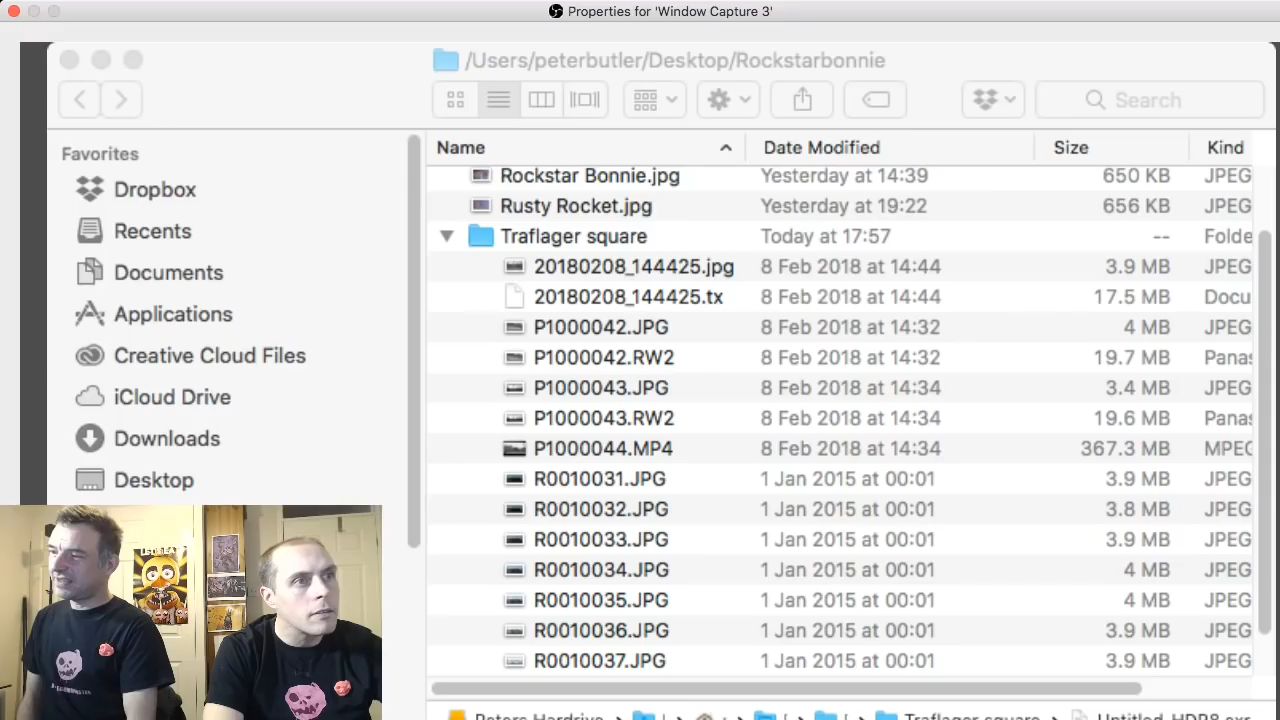 Properties for 'Window Capture 3'
/Users/peterbutler/Desktop/Rockstarbonnie
Search
Favorites
Dropbox
Recents
Documents
Applications
Creative Cloud Files
iCloud Drive
Downloads
Desktop
Name Date Modified Size Kind
Rockstar Bonnie.jpg Yesterday at 14:39 650 KB JPEG
Rusty Rocket.jpg Yesterday at 19:22 656 KB JPEG
Traflager square Today at 17:57 -- Folde
20180208_144425.jpg 8 Feb 2018 at 14:44 3.9 MB JPEG
20180208_144425.tx 8 Feb 2018 at 14:44 17.5 MB Docu
P1000042.JPG 8 Feb 2018 at 14:32 4 MB JPEG
P1000042.RW2 8 Feb 2018 at 14:32 19.7 MB Panas
P1000043.JPG 8 Feb 2018 at 14:34 3.4 MB JPEG
P1000043.RW2 8 Feb 2018 at 14:34 19.6 MB Panas
P1000044.MP4 8 Feb 2018 at 14:34 367.3 MB MPEG
R0010031.JPG 1 Jan 2015 at 00:01 3.9 MB JPEG
R0010032.JPG 1 Jan 2015 at 00:01 3.8 MB JPEG
R0010033.JPG 1 Jan 2015 at 00:01 3.9 MB JPEG
R0010034.JPG 1 Jan 2015 at 00:01 4 MB JPEG
R0010035.JPG 1 Jan 2015 at 00:01 4 MB JPEG
R0010036.JPG 1 Jan 2015 at 00:01 3.9 MB JPEG
R0010037.JPG 1 Jan 2015 at 00:01 3.9 MB JPEG
Peters Hardrive Traflager square Untitled_HDR8.exr
LET'S EAT